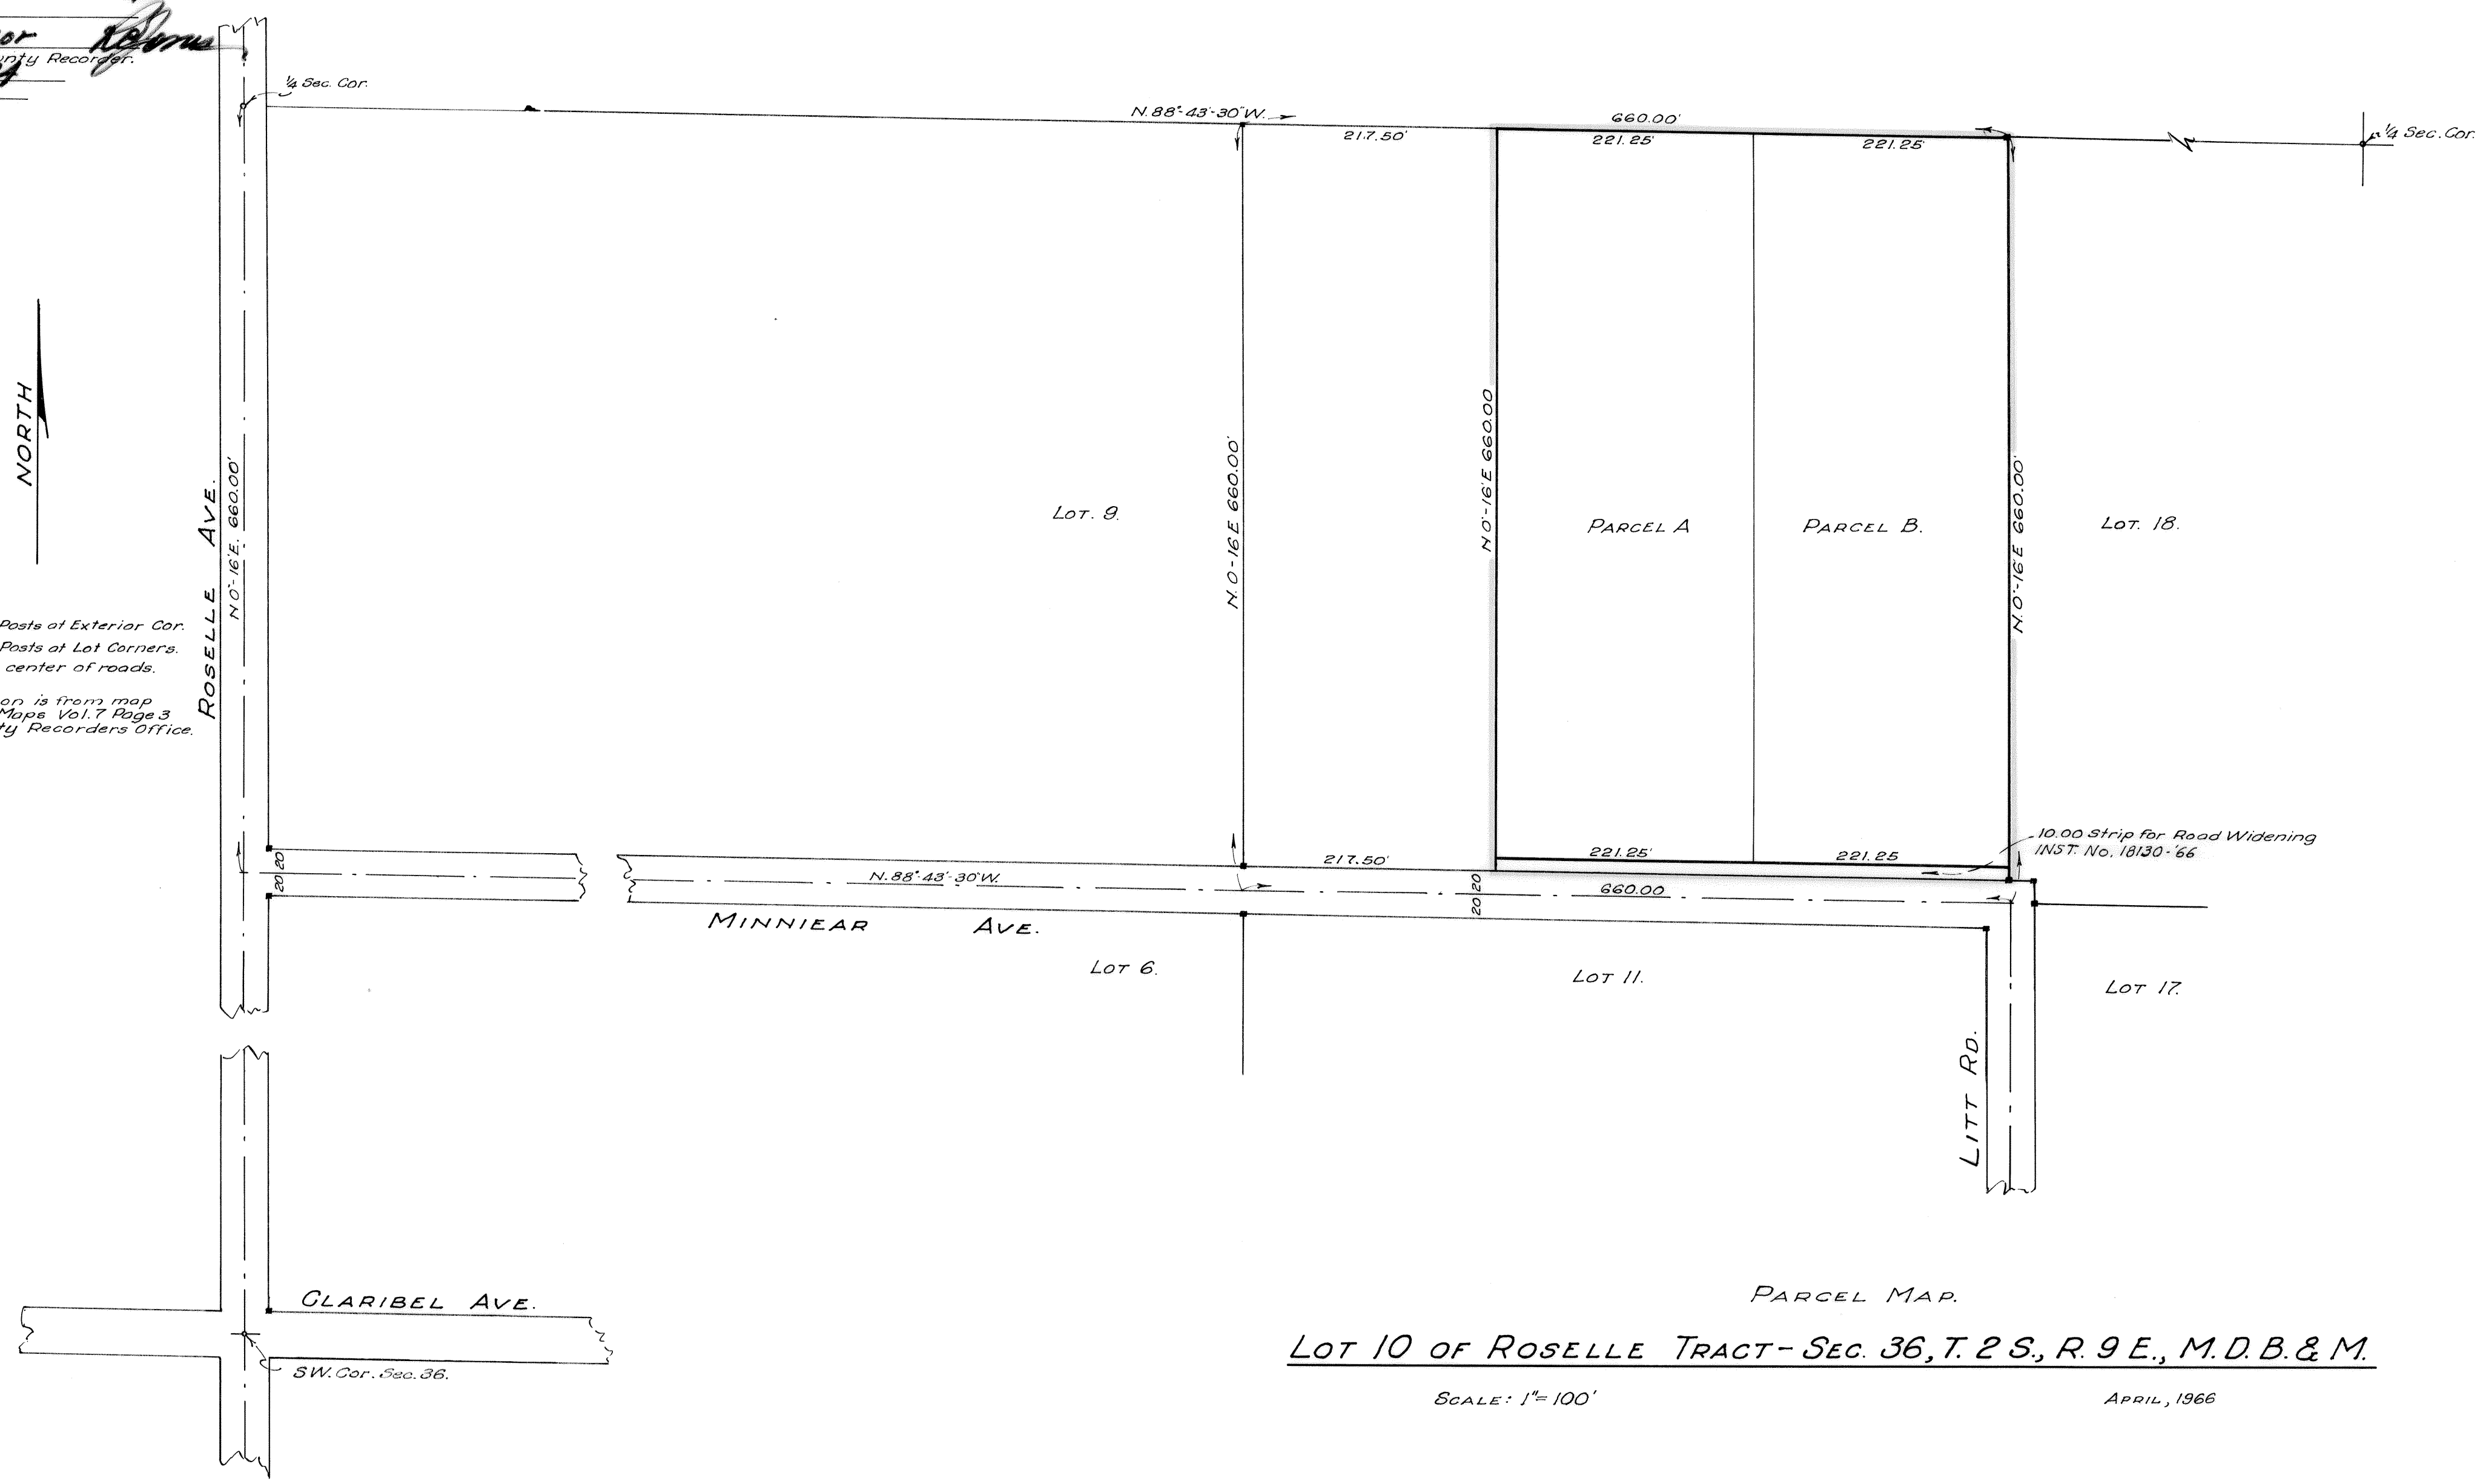 or
nty Recorder.
¼ Sec. Cor.
N. 88°-43'-30"W.
660.00'
217.50'
221.25'
221.25'
¼ Sec. Cor.
NORTH
ROSELLE AVE.
N 0°-16'E. 660.00'
LOT. 9.
N. 0-16 E 660.00'
N 0°-16'E 660.00
PARCEL A
PARCEL B.
N. 0°-16'E 660.00'
LOT. 18.
Posts at Exterior Cor.
Posts at Lot Corners.
center of roads.
on is from map
Maps Vol. 7 Page 3
ty Recorders Office.
10.00 Strip for Road Widening
INST. No. 18130-'66
20 20
217.50'
221.25'
221.25
N. 88°-43'-30"W.
20 20
660.00
MINNIEAR AVE.
LOT 6.
LOT 11.
LOT 17.
LITT RD.
CLARIBEL AVE.
SW. Cor. Sec. 36.
PARCEL MAP.
LOT 10 OF ROSELLE TRACT - SEC. 36, T. 2 S., R. 9 E., M. D. B. & M.
SCALE: 1"= 100'
APRIL, 1966